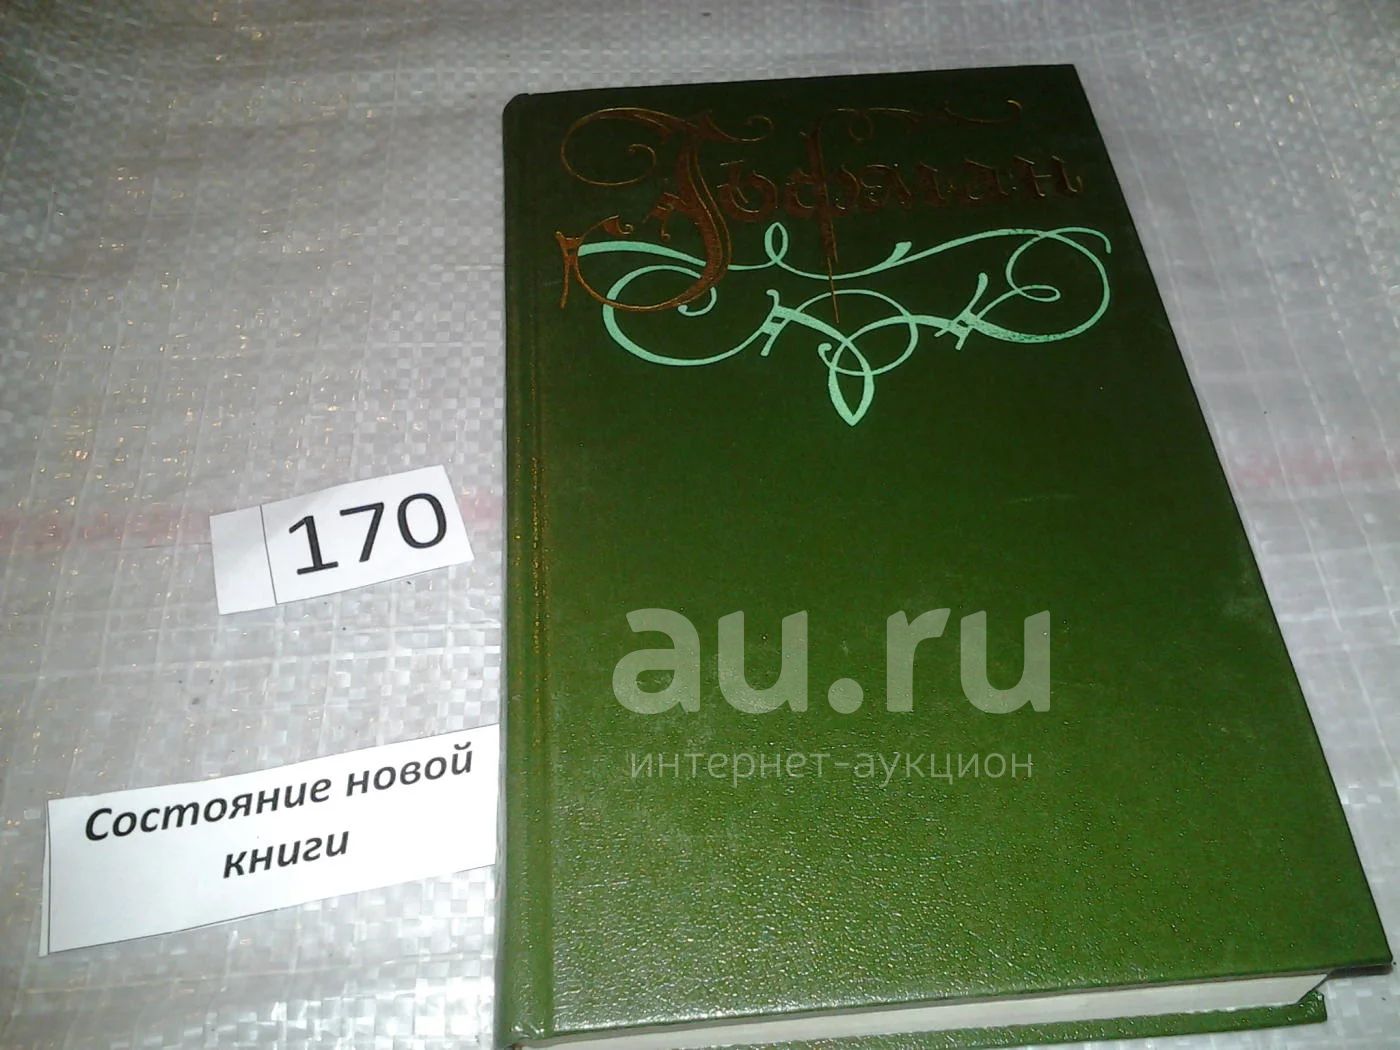 Гофман
170
au.ru
интернет-аукцион
Состояние новой
книги